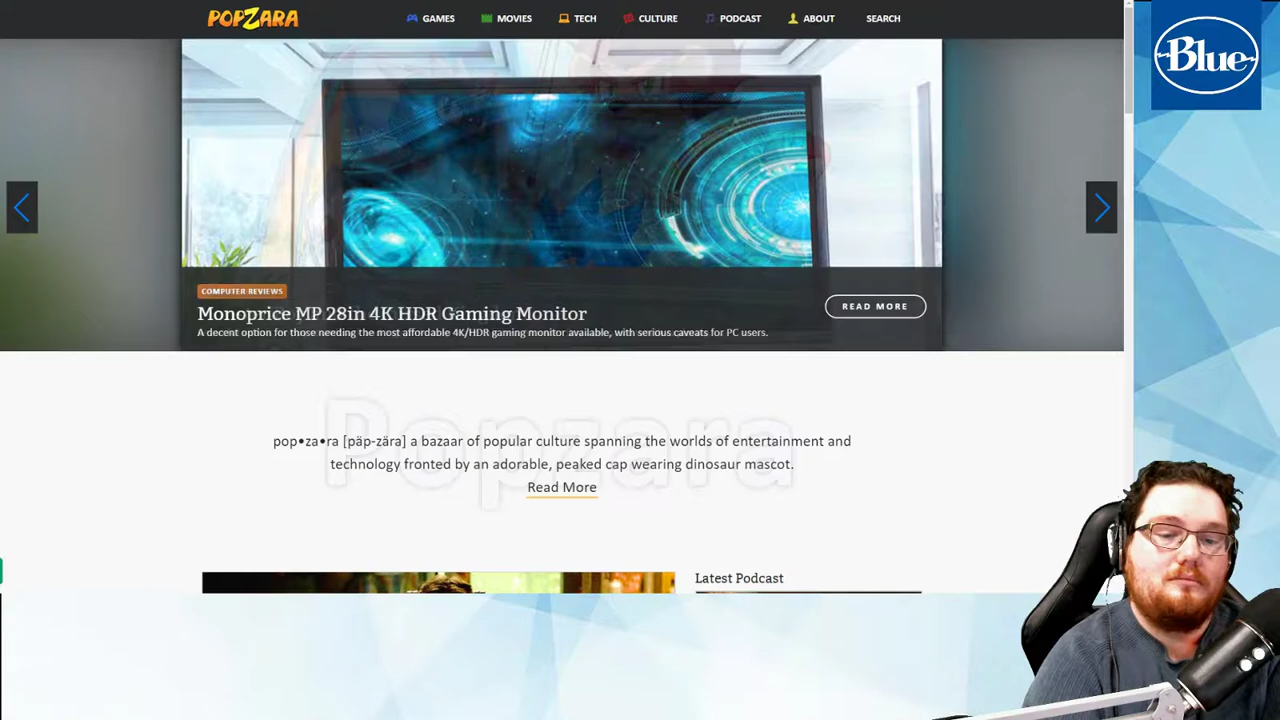 POPZARA
GAMES MOVIES TECH CULTURE PODCAST ABOUT SEARCH
Blue
COMPUTER REVIEWS
Monoprice MP 28in 4K HDR Gaming Monitor
READ MORE
A decent option for those needing the most affordable 4K/HDR gaming monitor available, with serious caveats for PC users.
Popzara
pop•za•ra [päp-zära] a bazaar of popular culture spanning the worlds of entertainment and
technology fronted by an adorable, peaked cap wearing dinosaur mascot.
Read More
Latest Podcast